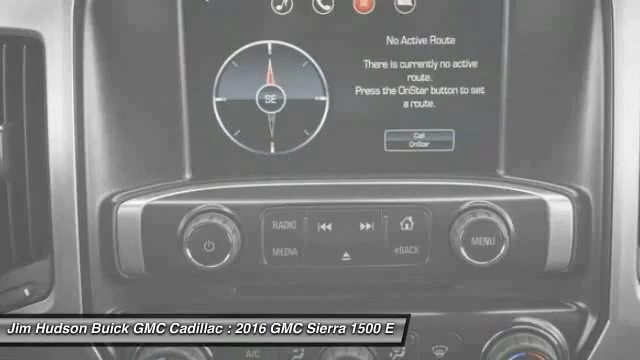 No Active Route
There is currently no active
route.
Press the OnStar button to set
a route.
SE
Call
OnStar
RADIO
MEDIA
BACK
MENU
A/C
Jim Hudson Buick GMC Cadillac : 2016 GMC Sierra 1500 E